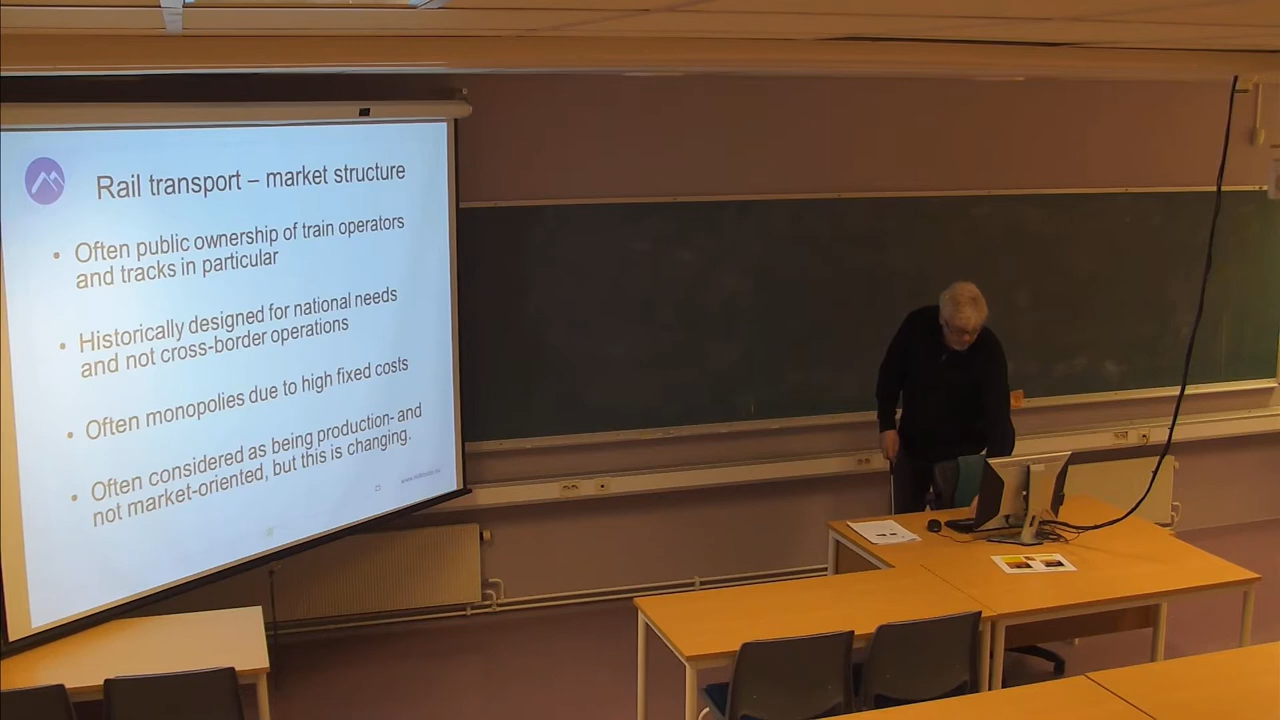 Rail transport – market structure
• Often public ownership of train operators
and tracks in particular
• Historically designed for national needs
and not cross-border operations
• Often monopolies due to high fixed costs
• Often considered as being production- and
not market-oriented, but this is changing.